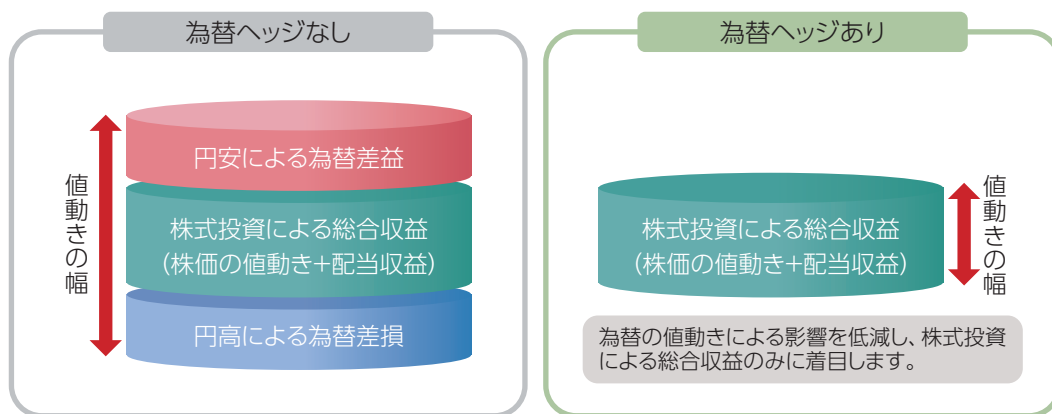 為替ヘッジなし
値動きの幅
円安による為替差益
株式投資による総合収益
(株価の値動き+配当収益)
円高による為替差損
為替ヘッジあり
株式投資による総合収益
(株価の値動き+配当収益)
値動きの幅
為替の値動きによる影響を低減し、株式投資
による総合収益のみに着目します。